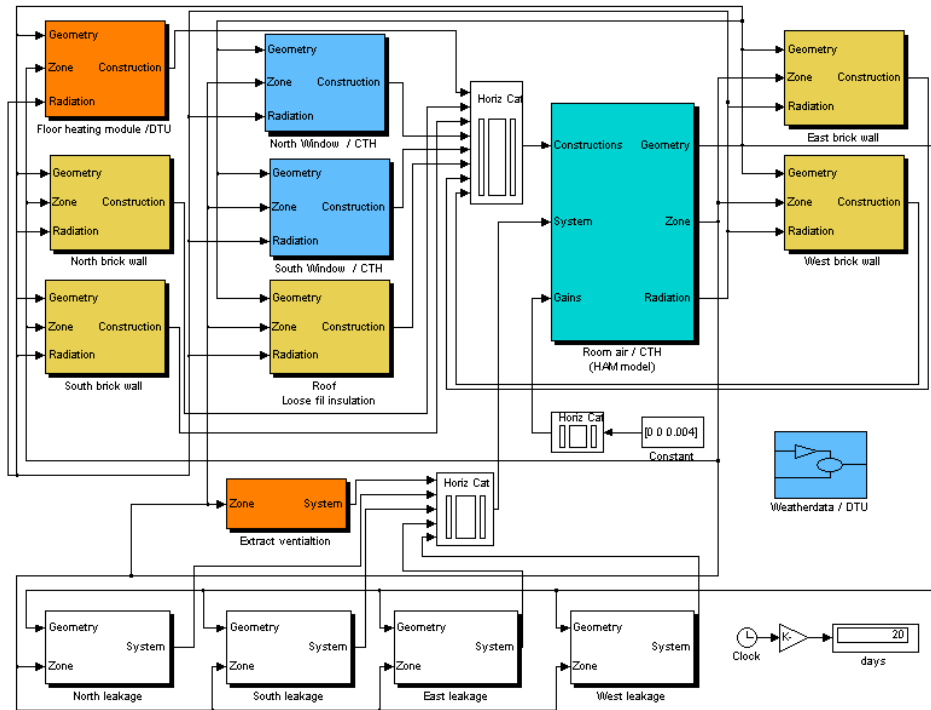 Geometry
Zone
Construction
Radiation
Floor heating module /DTU
Geometry
Zone
Construction
Radiation
North brick wall
Geometry
Zone
Construction
Radiation
South brick wall
Geometry
Zone
Construction
Radiation
North Window / CTH
Geometry
Zone
Construction
Radiation
South Window / CTH
Geometry
Zone
Construction
Radiation
Roof
Loose fil insulation
Horiz Cat
Constructions
Geometry
System
Zone
Gains
Radiation
Room air / CTH
(HAM model)
Geometry
Zone
Construction
Radiation
East brick wall
Geometry
Zone
Construction
Radiation
West brick wall
Horiz Cat
[0 0 0.004]
Constant
Weatherdata / DTU
Zone
System
Extract ventialtion
Horiz Cat
Geometry
System
Zone
North leakage
Geometry
System
Zone
South leakage
Geometry
System
Zone
East leakage
Geometry
System
Zone
West leakage
Clock
K-
20
days